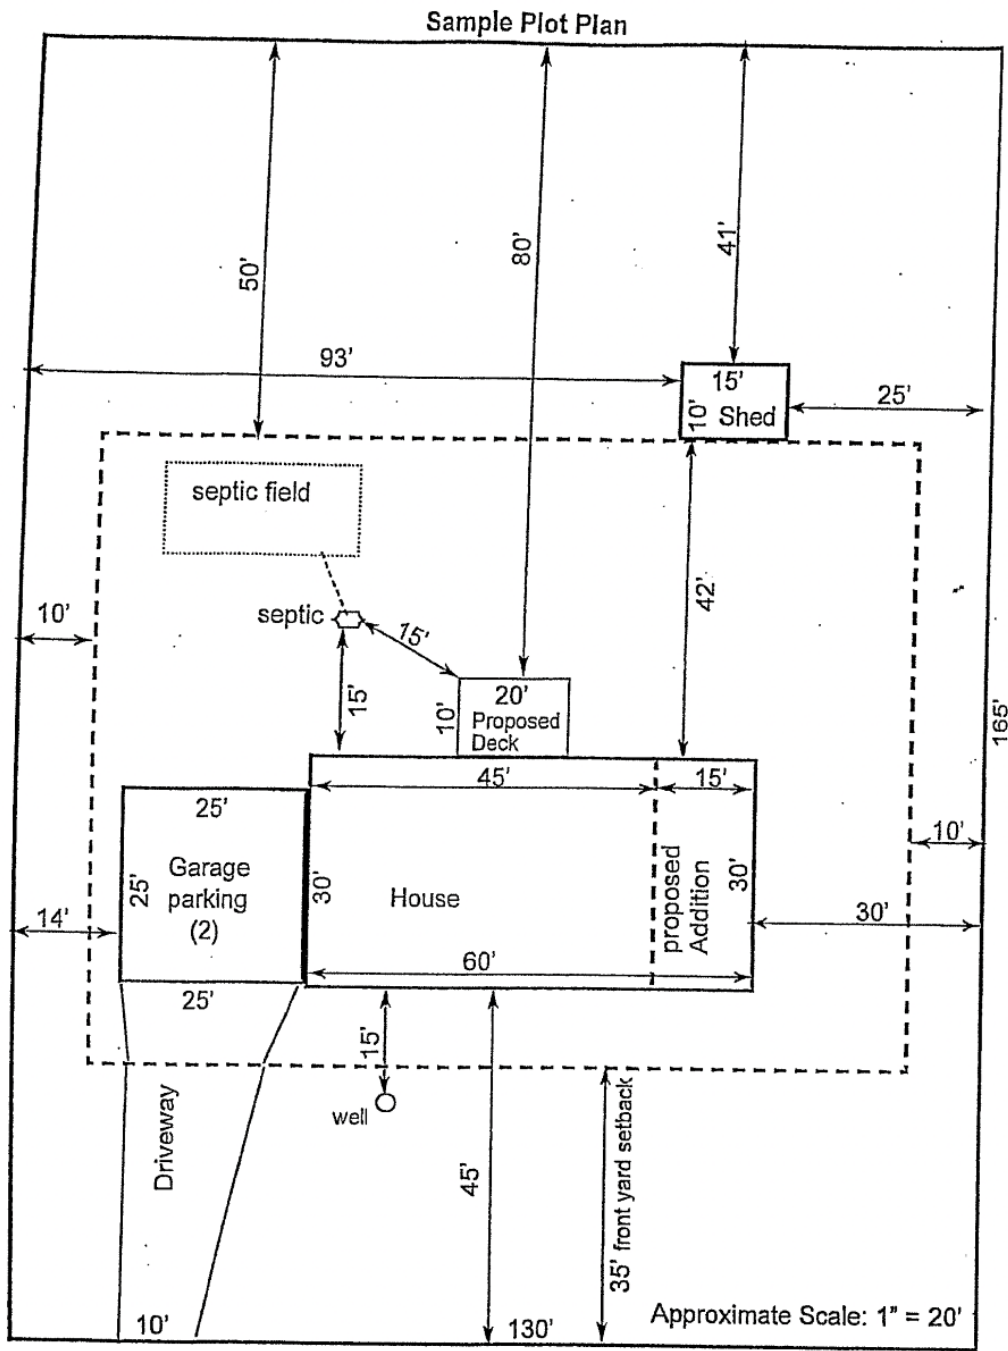 Sample Plot Plan
50'
80'
41'
93'
15'
10'
Shed
25'
septic field
10'
septic
15'
15'
42'
165'
20'
10'
Proposed
Deck
45'
15'
25'
25'
Garage
parking
(2)
30'
House
proposed
Addition
30'
10'
14'
30'
60'
25'
15'
well
Driveway
45'
35' front yard setback
10'
130'
Approximate Scale: 1" = 20'